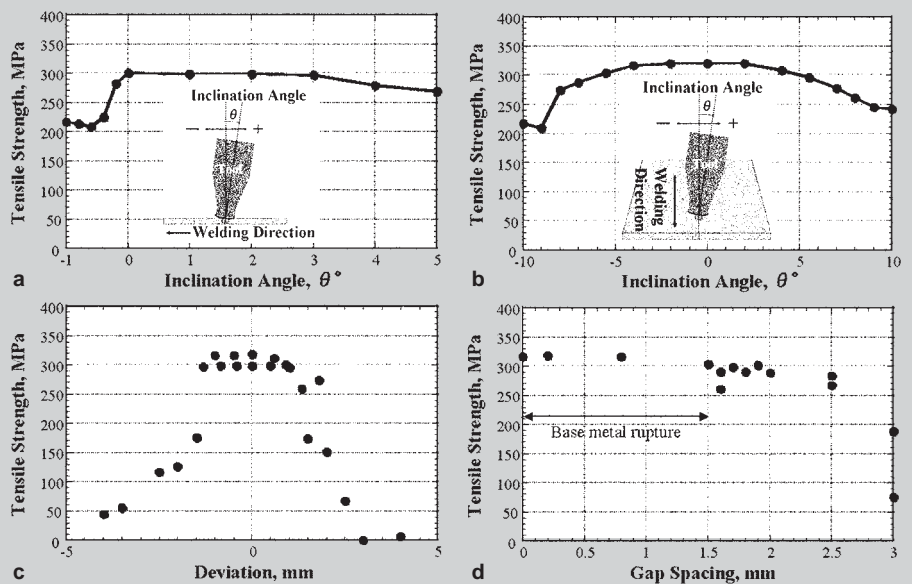 400
350
300
250
200
150
100
50
0
Tensile Strength, MPa
Inclination Angle
θ
− +
Welding Direction
-1 0 1 2 3 4 5
a Inclination Angle, θ°
400
350
300
250
200
150
100
50
0
Tensile Strength, MPa
Inclination Angle
θ
− +
Welding
Direction
-10 -5 0 5 10
b Inclination Angle, θ°
400
350
300
250
200
150
100
50
0
Tensile Strength, MPa
-5 0 5
c Deviation, mm
400
350
300
250
200
150
100
50
0
Tensile Strength, MPa
Base metal rupture
0 0.5 1 1.5 2 2.5 3
d Gap Spacing, mm